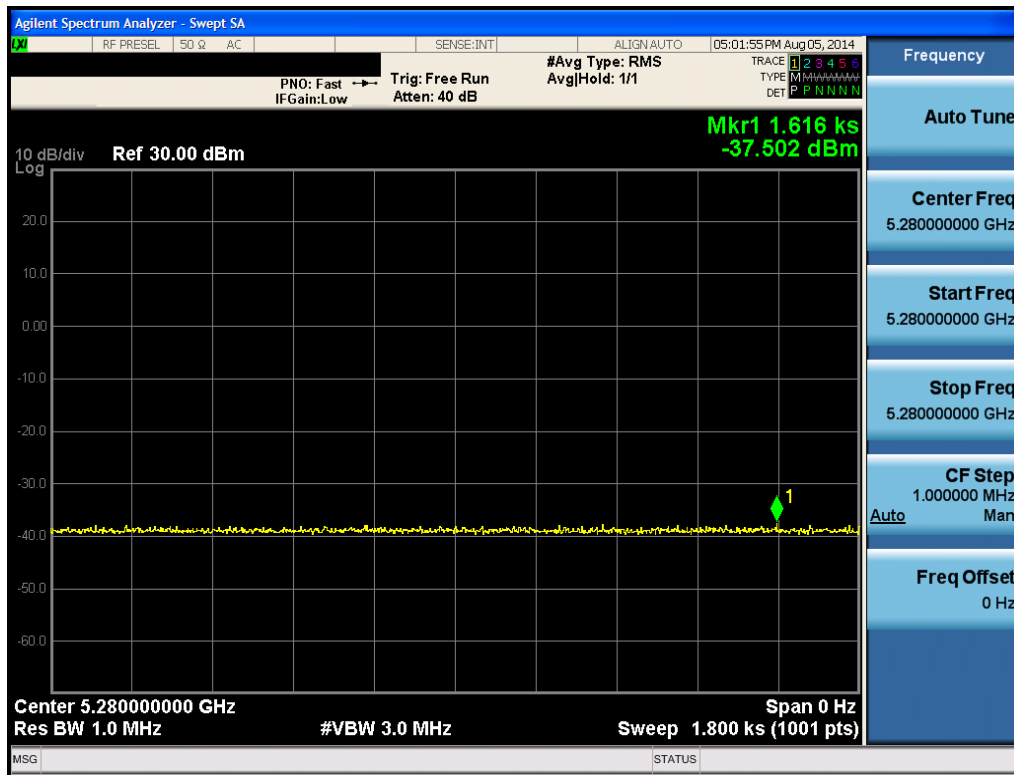 Agilent Spectrum Analyzer - Swept SA
LXI RF PRESEL 50 Ω AC SENSE:INT ALIGN AUTO 05:01:55 PM Aug 05, 2014
PNO: Fast
IFGain:Low
Trig: Free Run
Atten: 40 dB
#Avg Type: RMS
Avg|Hold: 1/1
TRACE 1 2 3 4 5 6
TYPE M
DET P P N N N N
Mkr1 1.616 ks
-37.502 dBm
10 dB/div
Log
Ref 30.00 dBm
20.0
10.0
0.00
-10.0
-20.0
-30.0
-40.0
-50.0
-60.0
1
Center 5.280000000 GHz
Span 0 Hz
Res BW 1.0 MHz
#VBW 3.0 MHz
Sweep 1.800 ks (1001 pts)
MSG
STATUS
Frequency
Auto Tune
Center Freq
5.280000000 GHz
Start Freq
5.280000000 GHz
Stop Freq
5.280000000 GHz
CF Step
1.000000 MHz
Auto Man
Freq Offset
0 Hz